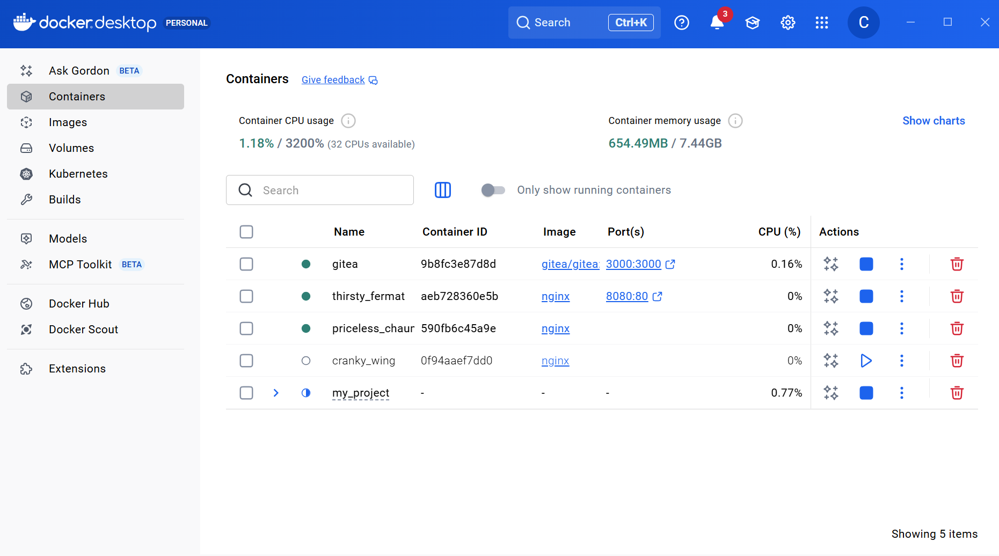 docker.desktop PERSONAL
Search Ctrl+K
3
C
Ask Gordon BETA
Containers
Images
Volumes
Kubernetes
Builds
Models
MCP Toolkit BETA
Docker Hub
Docker Scout
Extensions
Containers Give feedback
Container CPU usage
1.18% / 3200% (32 CPUs available)
Container memory usage
654.49MB / 7.44GB
Show charts
Search
Only show running containers
Name Container ID Image Port(s) CPU (%) Actions
gitea 9b8fc3e87d8d gitea/gitea: 3000:3000 0.16%
thirsty_fermat aeb728360e5b nginx 8080:80 0%
priceless_chaur 590fb6c45a9e nginx 0%
cranky_wing 0f94aaef7dd0 nginx 0%
my_project - - - 0.77%
Showing 5 items